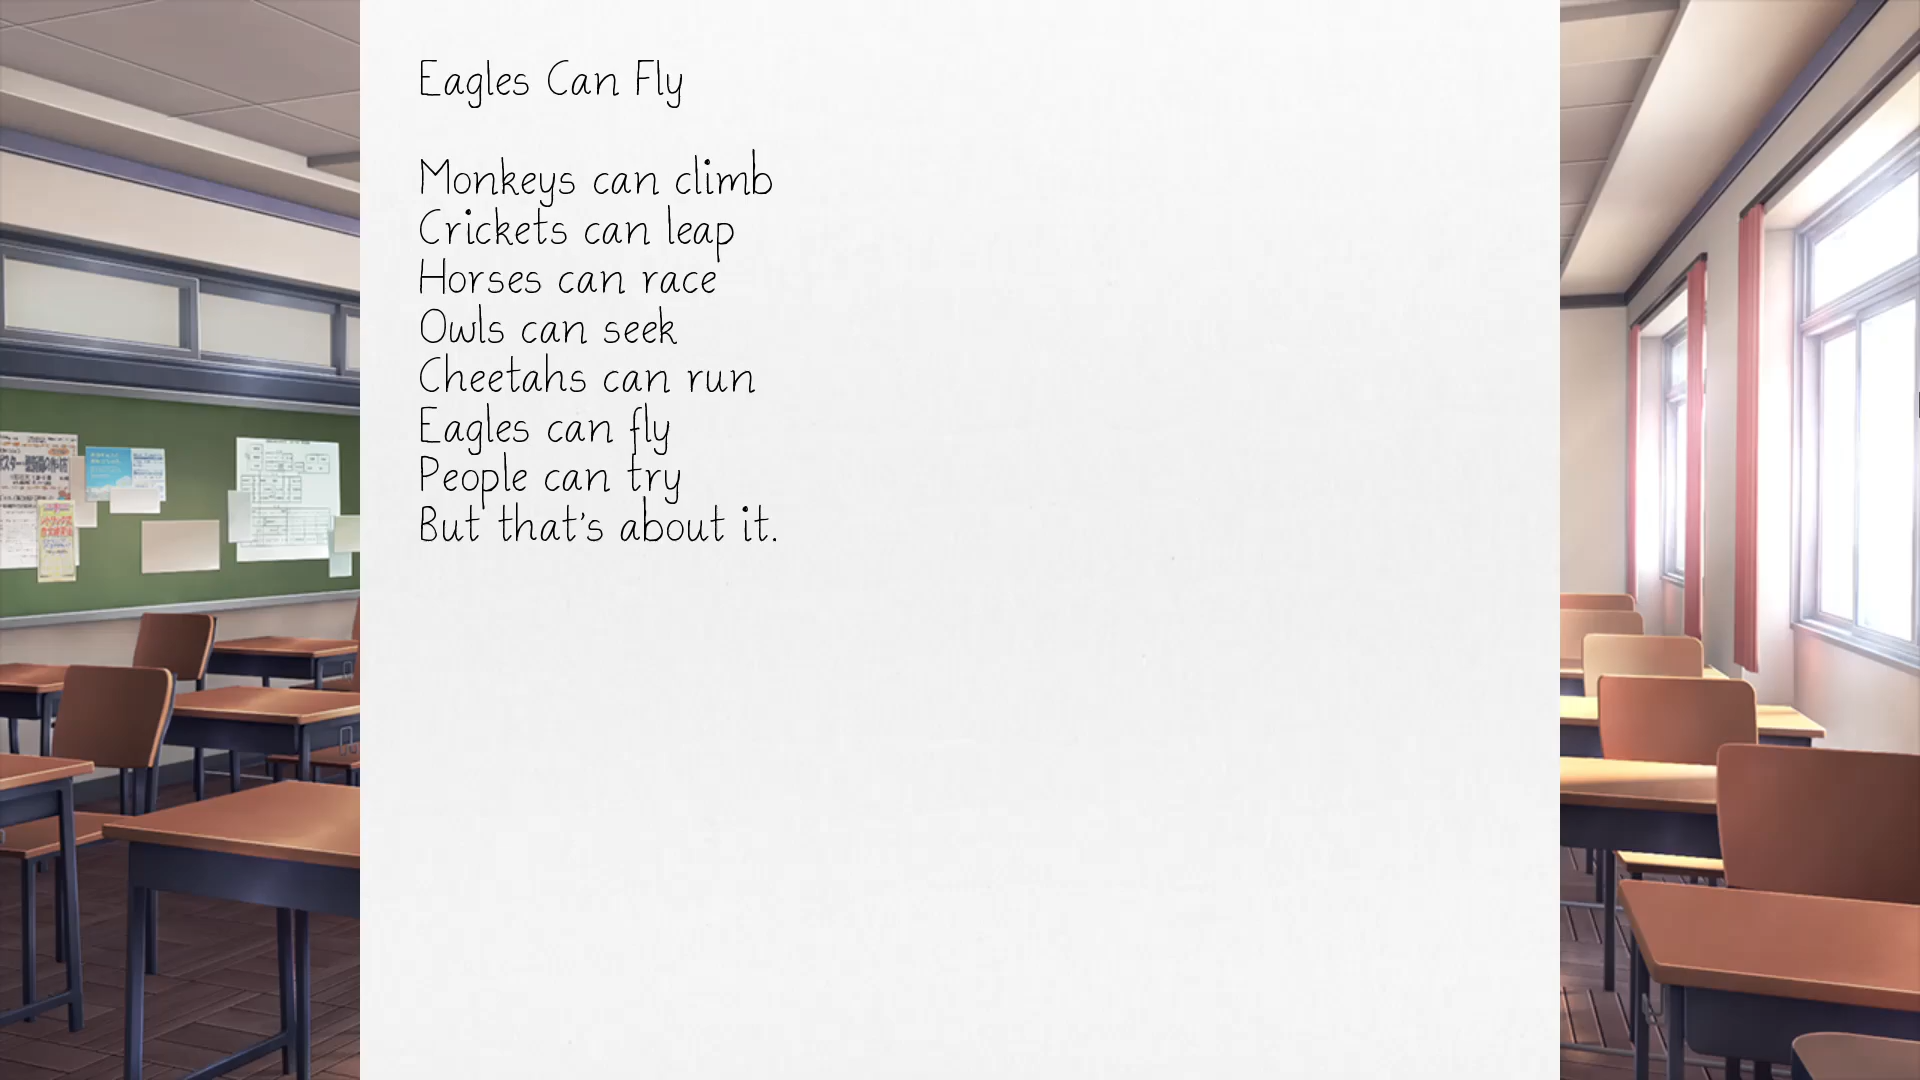 Eagles Can Fly
Monkeys can climb
Crickets can leap
Horses can race
Owls can seek
Cheetahs can run
Eagles can fly
People can try
But that's about it.